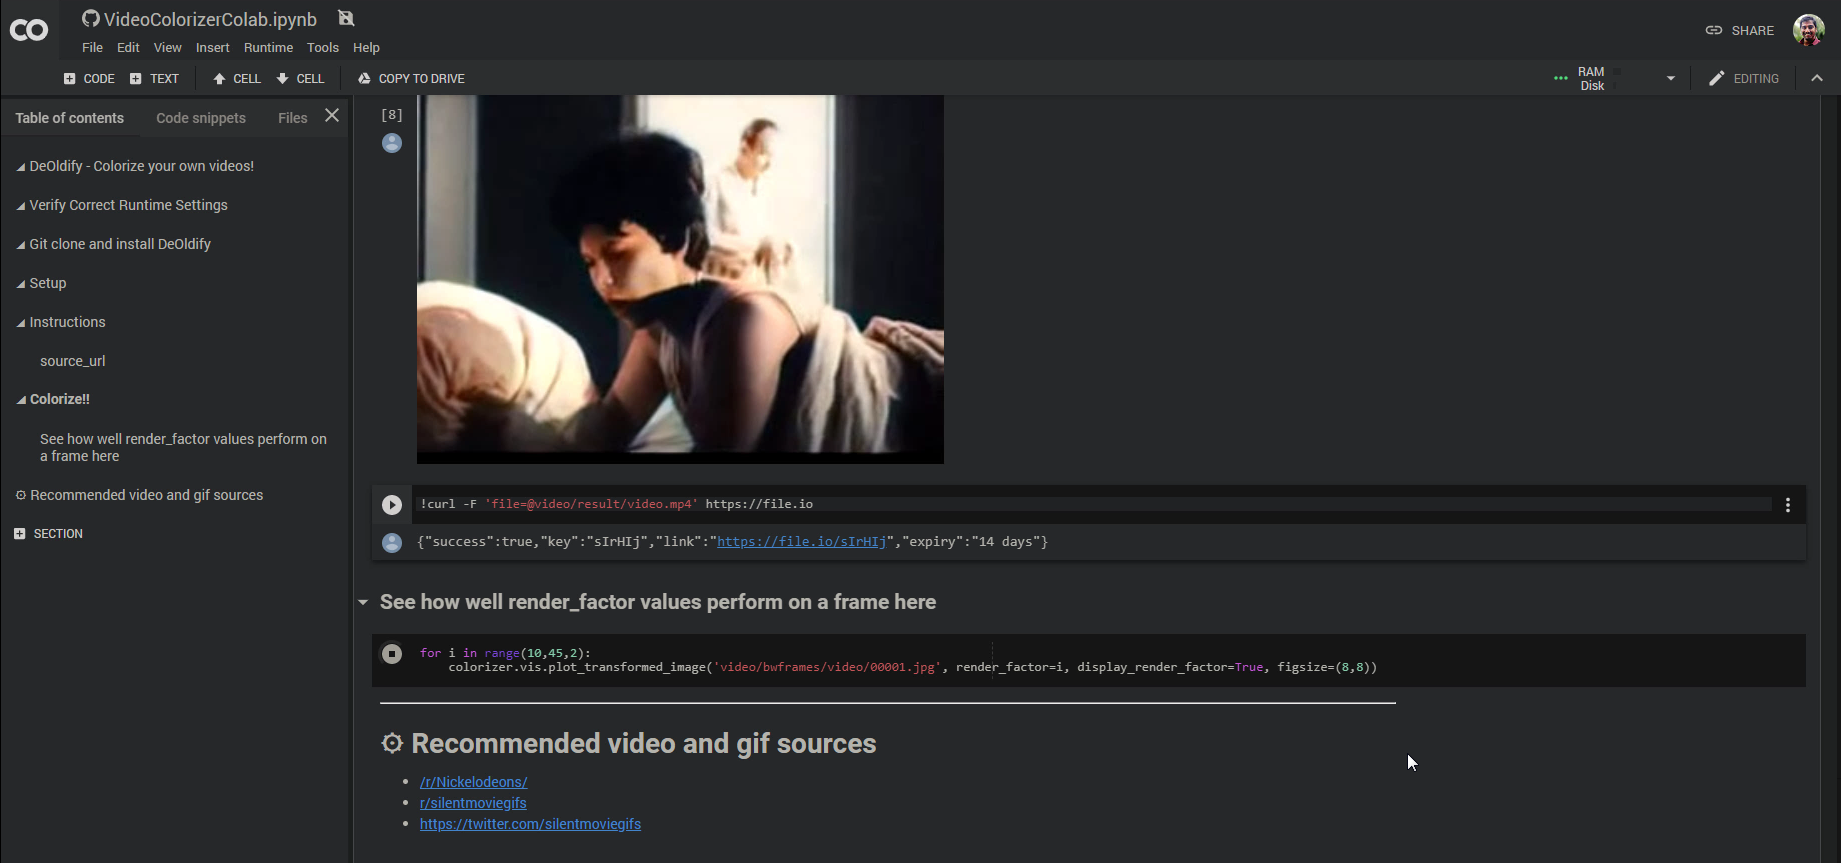 CO
VideoColorizerColab.ipynb
File Edit View Insert Runtime Tools Help
SHARE
CODE TEXT CELL CELL COPY TO DRIVE
RAM
Disk
EDITING
Table of contents Code snippets Files
DeOldify - Colorize your own videos!
Verify Correct Runtime Settings
Git clone and install DeOldify
Setup
Instructions
source_url
Colorize!!
See how well render_factor values perform on
a frame here
Recommended video and gif sources
SECTION
[8]
!curl -F 'file=@video/result/video.mp4' https://file.io
{"success":true,"key":"sIrHIj","link":"https://file.io/sIrHIj","expiry":"14 days"}
See how well render_factor values perform on a frame here
for i in range(10,45,2):
colorizer.vis.plot_transformed_image('video/bwframes/video/00001.jpg', render_factor=i, display_render_factor=True, figsize=(8,8))
Recommended video and gif sources
/r/Nickelodeons/
r/silentmoviegifs
https://twitter.com/silentmoviegifs